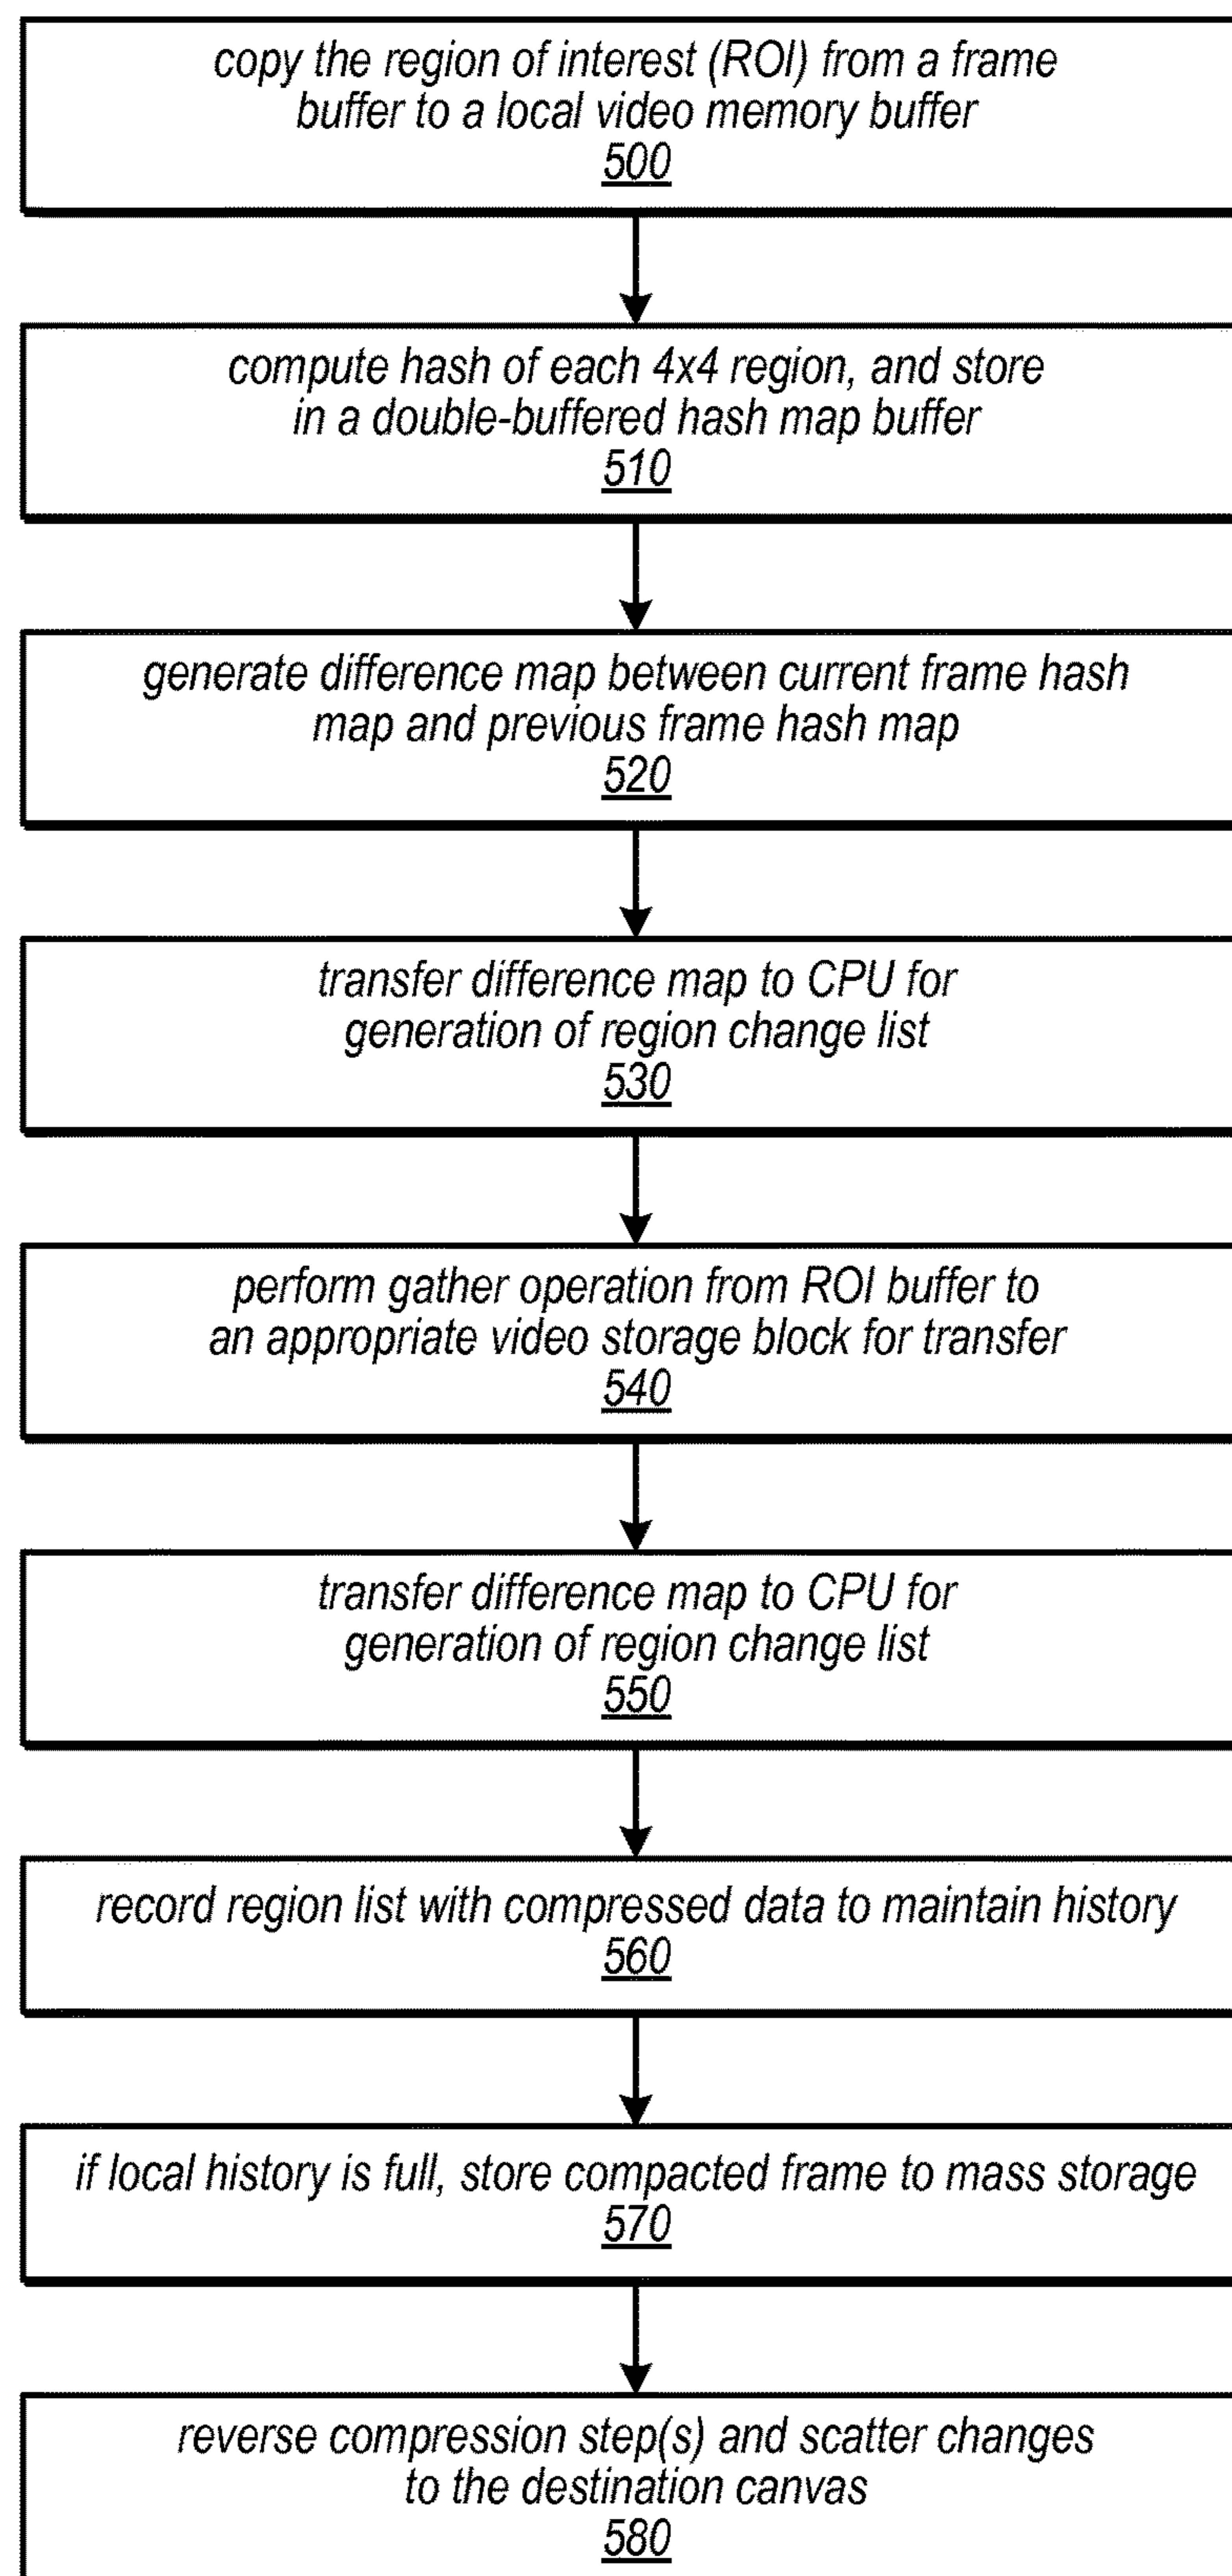 copy the region of interest (ROI) from a frame
buffer to a local video memory buffer
500
compute hash of each 4x4 region, and store
in a double-buffered hash map buffer
510
generate difference map between current frame hash
map and previous frame hash map
520
transfer difference map to CPU for
generation of region change list
530
perform gather operation from ROI buffer to
an appropriate video storage block for transfer
540
transfer difference map to CPU for
generation of region change list
550
record region list with compressed data to maintain history
560
if local history is full, store compacted frame to mass storage
570
reverse compression step(s) and scatter changes
to the destination canvas
580